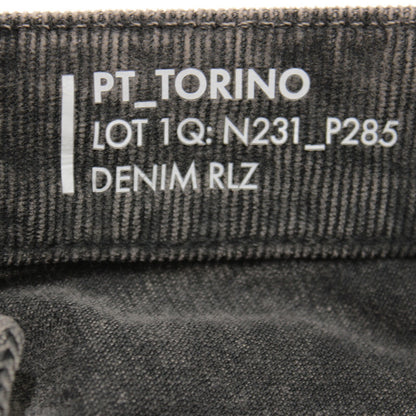 PT_TORINO
LOT 1Q: N231_P285
DENIM RLZ